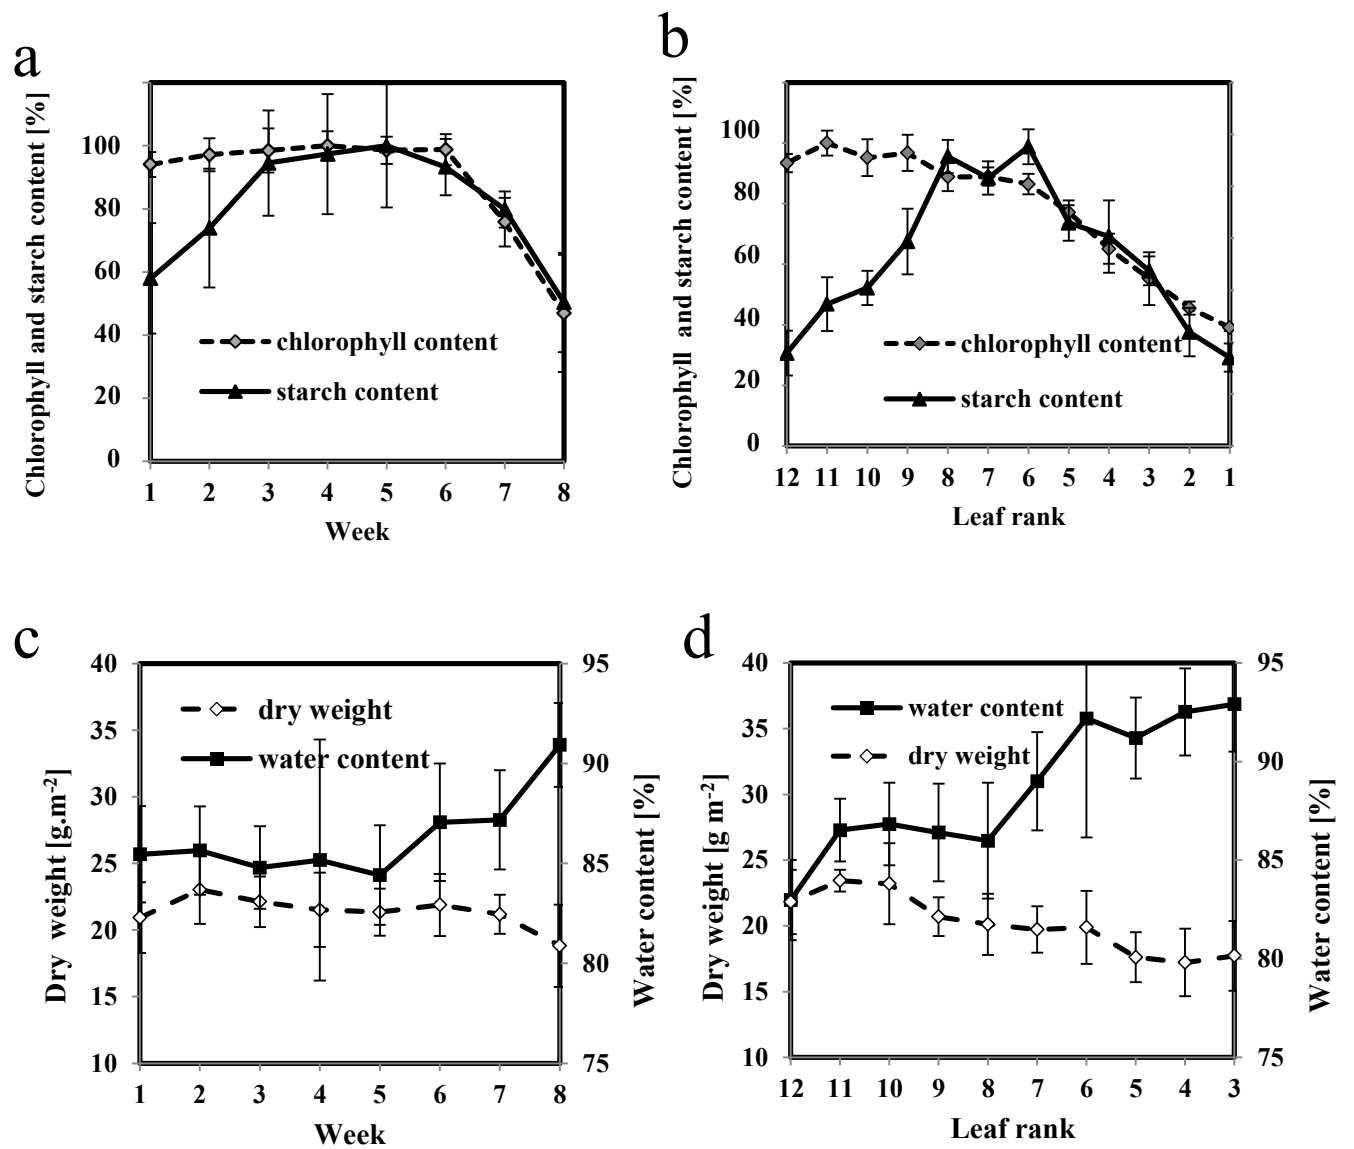 a
Chlorophyll and starch content [%]
100
80
60
40
20
0
chlorophyll content
starch content
1 2 3 4 5 6 7 8
Week
b
Chlorophyll and starch content [%]
100
80
60
40
20
0
chlorophyll content
starch content
12 11 10 9 8 7 6 5 4 3 2 1
Leaf rank
c
Dry weight [g.m-2]
40
35
30
25
20
15
10
dry weight
water content
95
90
85
80
75
Water content [%]
1 2 3 4 5 6 7 8
Week
d
Dry weight [g m-2]
40
35
30
25
20
15
10
water content
dry weight
95
90
85
80
75
Water content [%]
12 11 10 9 8 7 6 5 4 3
Leaf rank